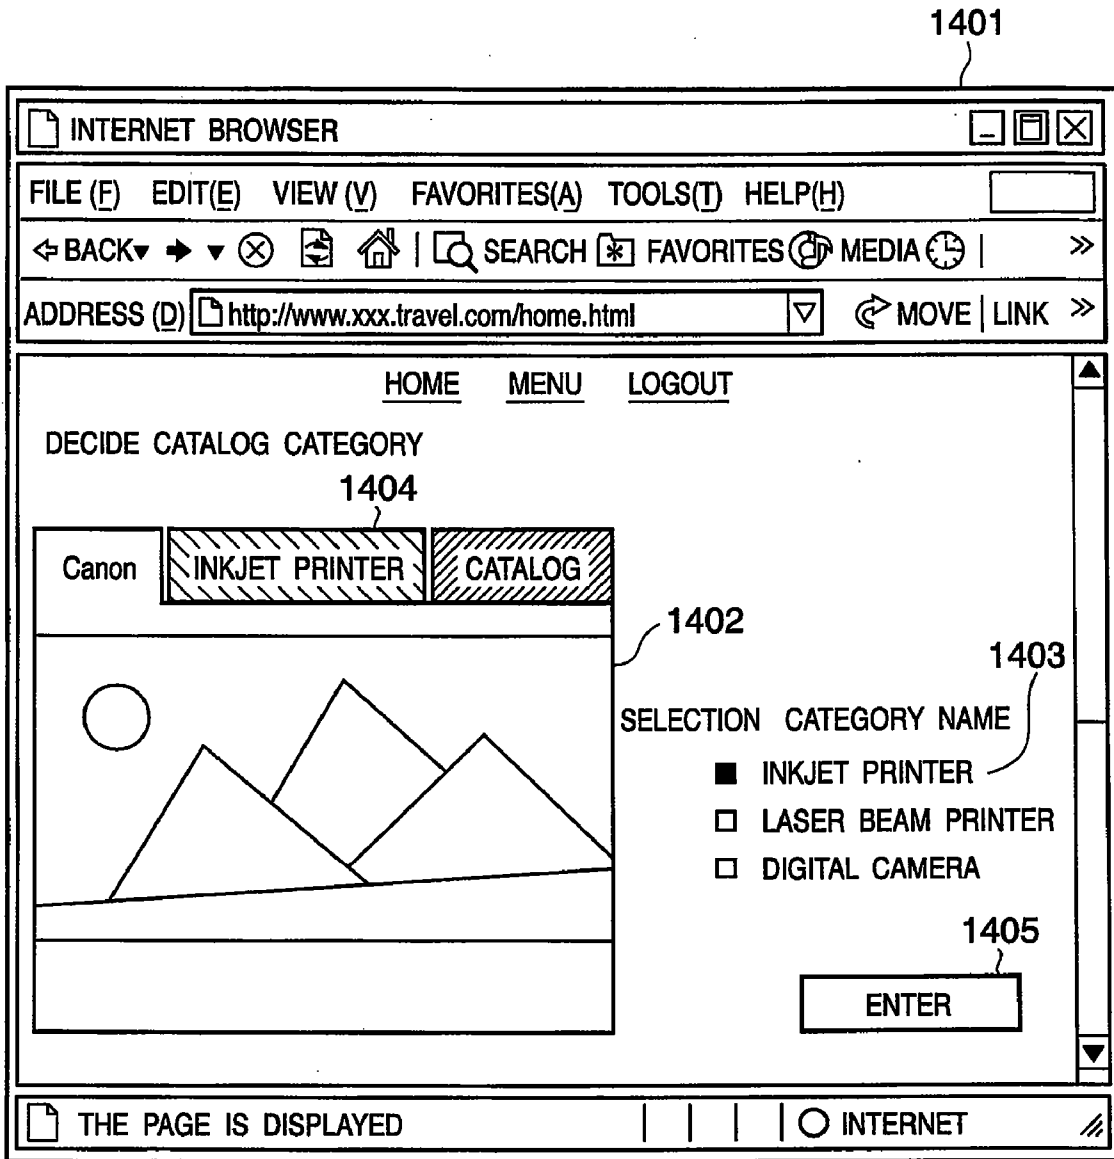 1401
INTERNET BROWSER
FILE (F) EDIT(E) VIEW (V) FAVORITES(A) TOOLS(T) HELP(H)
BACK SEARCH FAVORITES MEDIA »
ADDRESS (D) http://www.xxx.travel.com/home.html MOVE LINK »
HOME MENU LOGOUT
DECIDE CATALOG CATEGORY
1404
Canon INKJET PRINTER CATALOG
1402
1403
SELECTION CATEGORY NAME
INKJET PRINTER
LASER BEAM PRINTER
DIGITAL CAMERA
1405
ENTER
THE PAGE IS DISPLAYED INTERNET